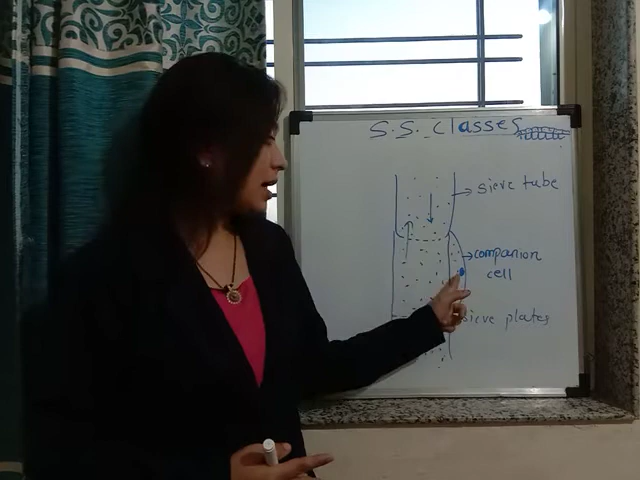 S.S. Classes
sieve tube
companion
cell
sieve plates